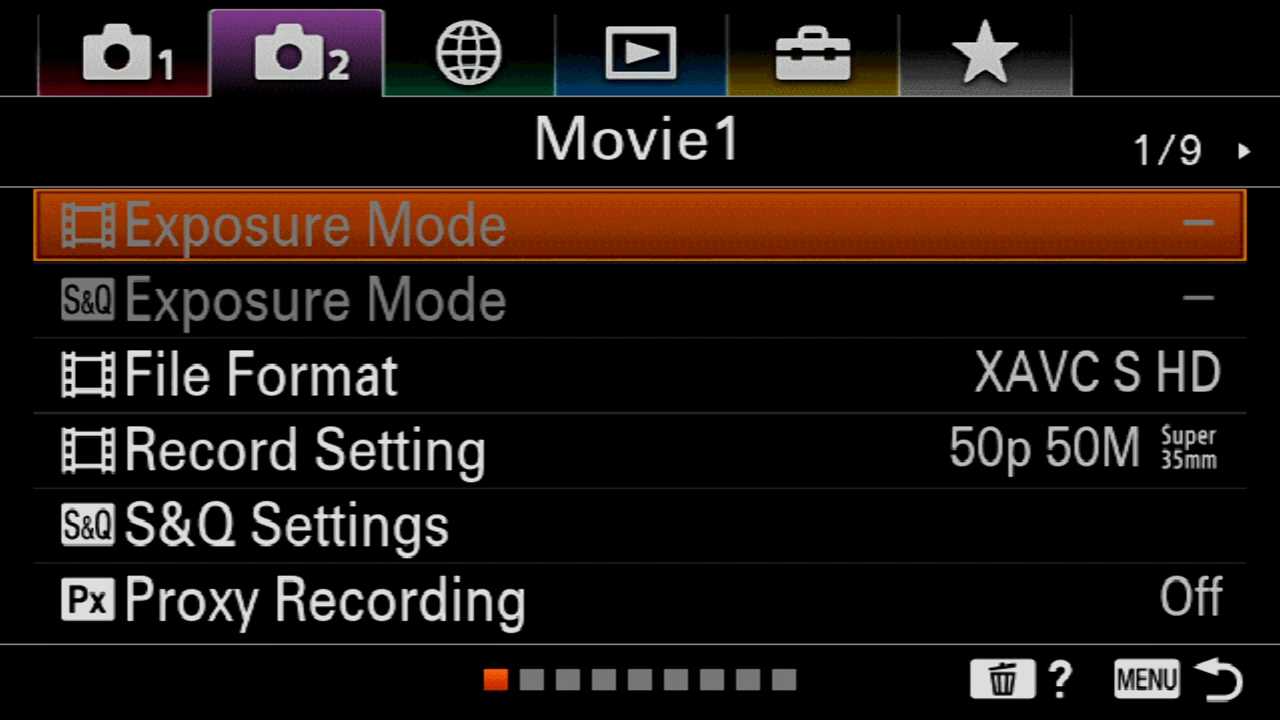 1 2
Movie1
1/9
Exposure Mode –
S&Q Exposure Mode –
File Format XAVC S HD
Record Setting 50p 50M Super 35mm
S&Q S&Q Settings
Px Proxy Recording Off
? MENU